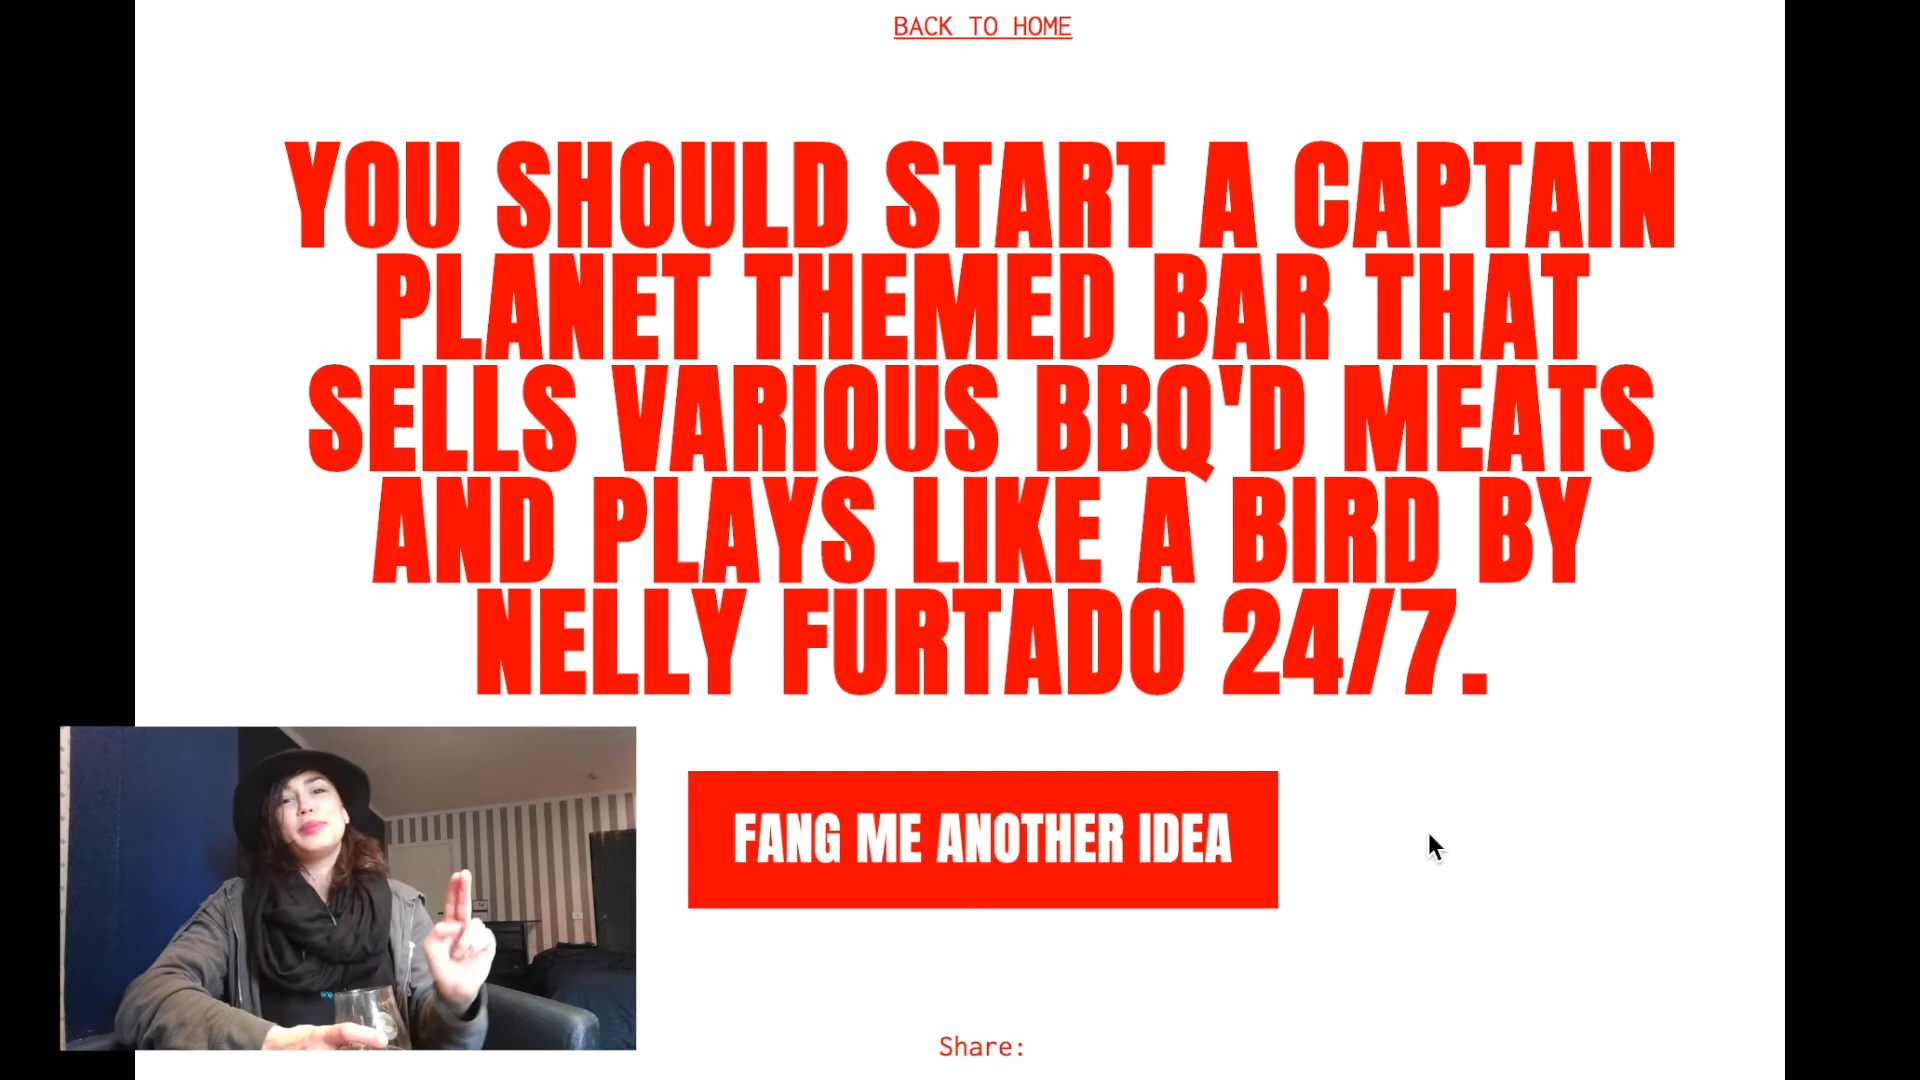 BACK TO HOME
YOU SHOULD START A CAPTAIN
PLANET THEMED BAR THAT
SELLS VARIOUS BBQ'D MEATS
AND PLAYS LIKE A BIRD BY
NELLY FURTADO 24/7.
FANG ME ANOTHER IDEA
Share: